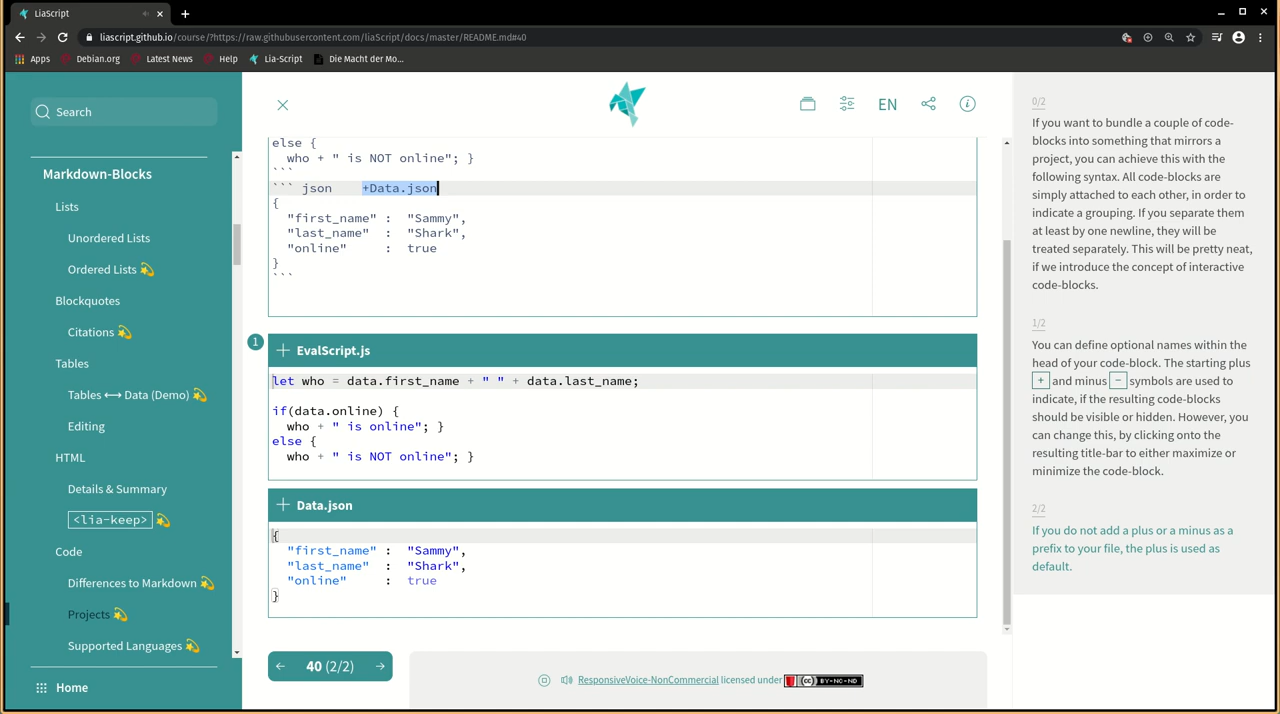 LiaScript
liascript.github.io/course/?https://raw.githubusercontent.com/liaScript/docs/master/README.md#40
Apps
Debian.org
Latest News
Help
Lia-Script
Die Macht der Mo...
Search
Markdown-Blocks
Lists
Unordered Lists
Ordered Lists 💫
Blockquotes
Citations 💫
Tables
Tables ⟷ Data (Demo) 💫
Editing
HTML
Details & Summary
<lia-keep> 💫
Code
Differences to Markdown 💫
Projects 💫
Supported Languages 💫
Home
EN
else {
  who + " is NOT online"; }
```
``` json    +Data.json
{
  "first_name" :  "Sammy",
  "last_name"  :  "Shark",
  "online"     :  true
}
```
1
EvalScript.js
let who = data.first_name + " " + data.last_name;
if(data.online) {
  who + " is online"; }
else {
  who + " is NOT online"; }
Data.json
{
  "first_name" :  "Sammy",
  "last_name"  :  "Shark",
  "online"     :  true
}
← 40 (2/2) →
ResponsiveVoice-NonCommercial licensed under
cc BY-NC-ND
0/2
If you want to bundle a couple of code-
blocks into something that mirrors a
project, you can achieve this with the
following syntax. All code-blocks are
simply attached to each other, in order to
indicate a grouping. If you separate them
at least by one newline, they will be
treated separately. This will be pretty neat,
if we introduce the concept of interactive
code-blocks.
1/2
You can define optional names within the
head of your code-block. The starting plus
+ and minus − symbols are used to
indicate, if the resulting code-blocks
should be visible or hidden. However, you
can change this, by clicking onto the
resulting title-bar to either maximize or
minimize the code-block.
2/2
If you do not add a plus or a minus as a
prefix to your file, the plus is used as
default.